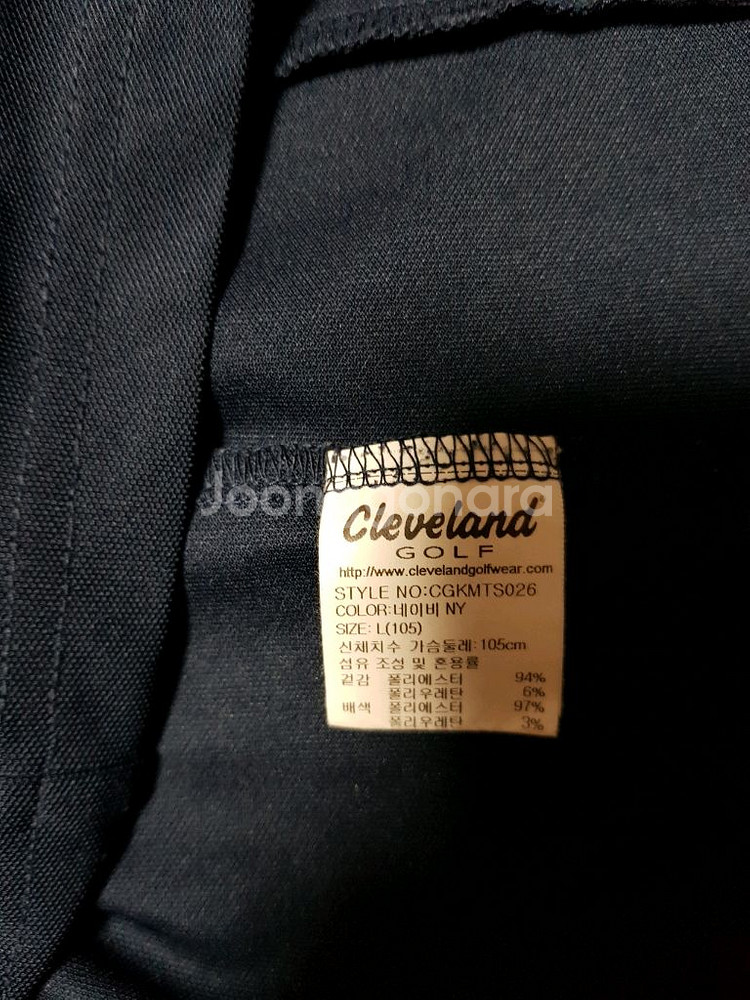 Joonggonara
Cleveland
GOLF
http://www.clevelandgolfwear.com
STYLE NO:CGKMTS026
COLOR:네이비 NY
SIZE: L(105)
신체치수 가슴둘레:105cm
섬유 조성 및 혼용률
겉감 폴리에스터 94%
폴리우레탄 6%
배색 폴리에스터 97%
폴리우레탄 3%